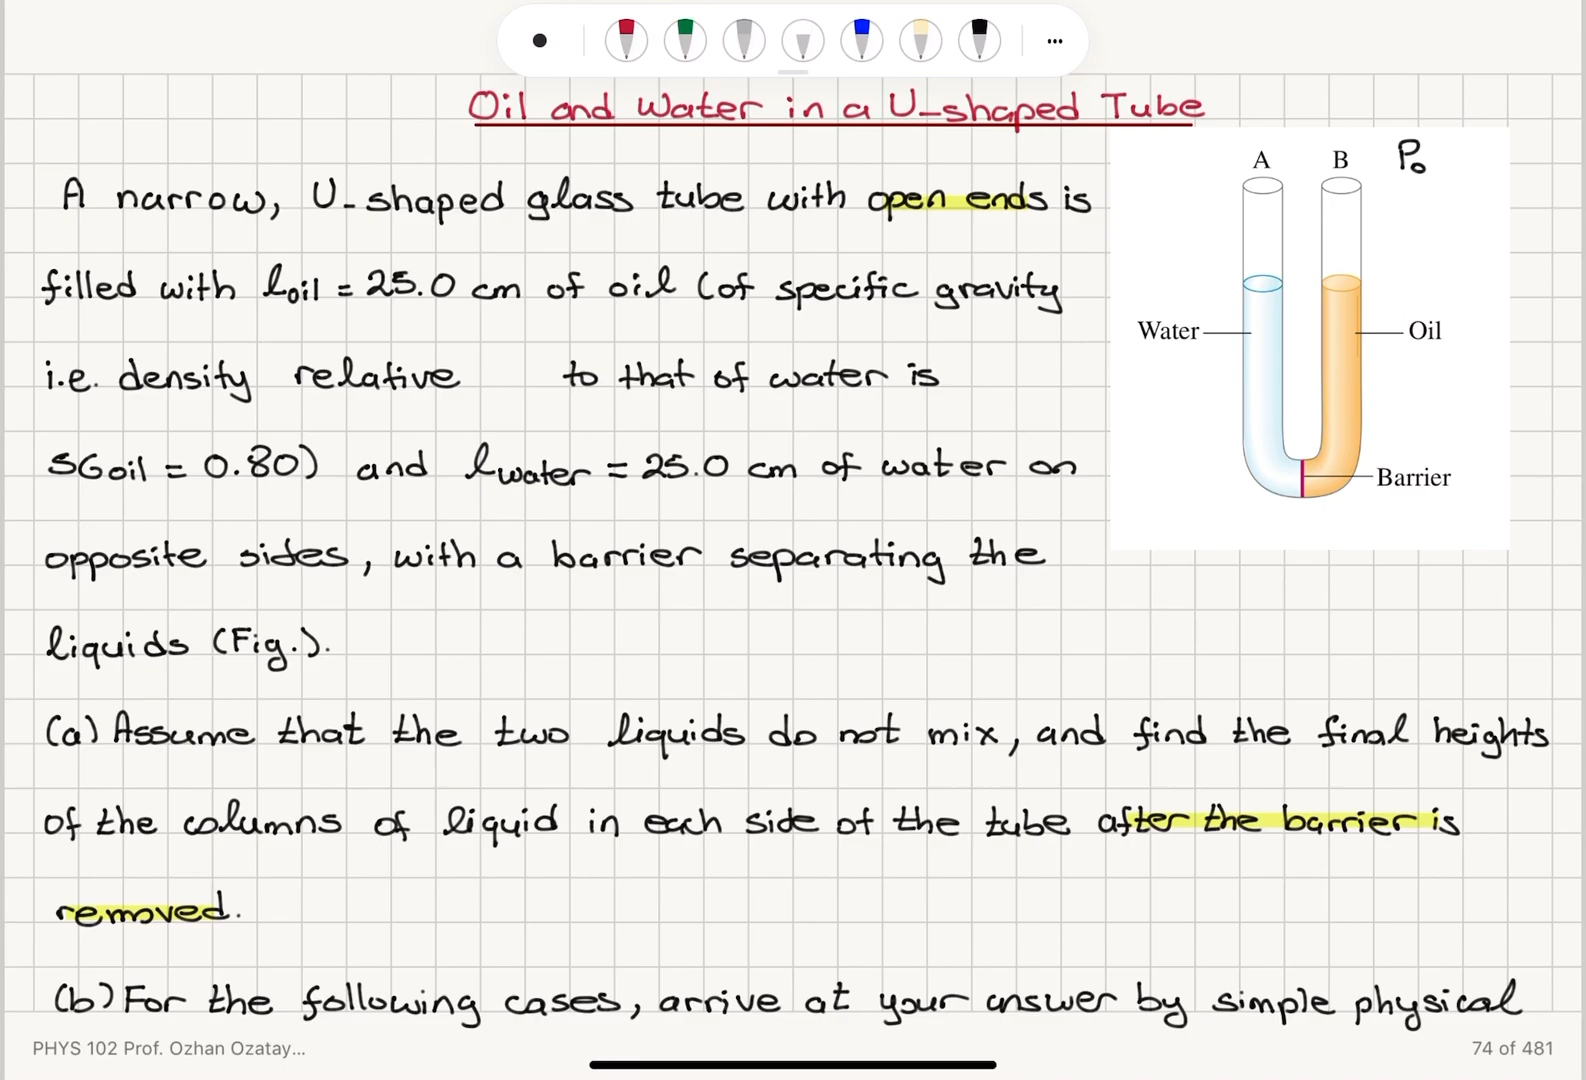 Oil and Water in a U-shaped Tube
A B P₀
A narrow, U-shaped glass tube with open ends is
filled with loil = 25.0 cm of oil (of specific gravity
Water Oil
i.e. density relative to that of water is
SGoil = 0.80) and lwater = 25.0 cm of water on
Barrier
opposite sides, with a barrier separating the
liquids (Fig.).
(a) Assume that the two liquids do not mix, and find the final heights
of the columns of liquid in each side of the tube after the barrier is
removed.
(b) For the following cases, arrive at your answer by simple physical
PHYS 102 Prof. Ozhan Ozatay... 74 of 481